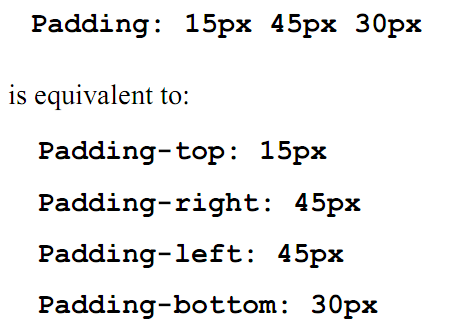 Padding: 15px 45px 30px
is equivalent to:
Padding-top: 15px
Padding-right: 45px
Padding-left: 45px
Padding-bottom: 30px